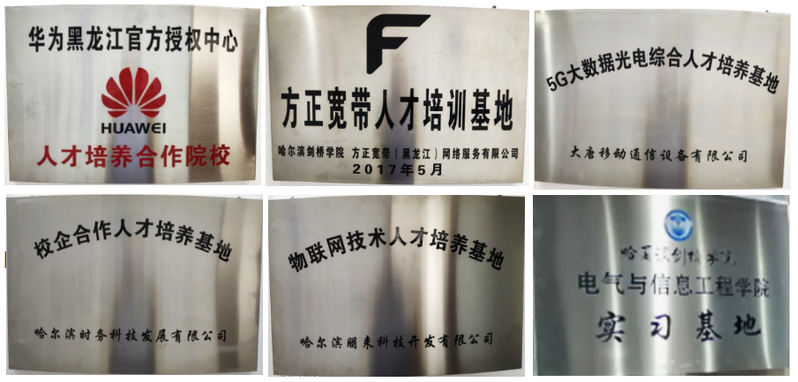 华为黑龙江官方授权中心
HUAWEI
人才培养合作院校
F
方正宽带人才培训基地
哈尔滨剑桥学院 方正宽带（黑龙江）网络服务有限公司
2017年5月
5G大数据光电综合人才培养基地
大唐移动通信设备有限公司
校企合作人才培养基地
哈尔滨时务科技发展有限公司
物联网技术人才培养基地
哈尔滨朋来科技开发有限公司
哈尔滨剑桥学院
电气与信息工程学院
实习基地